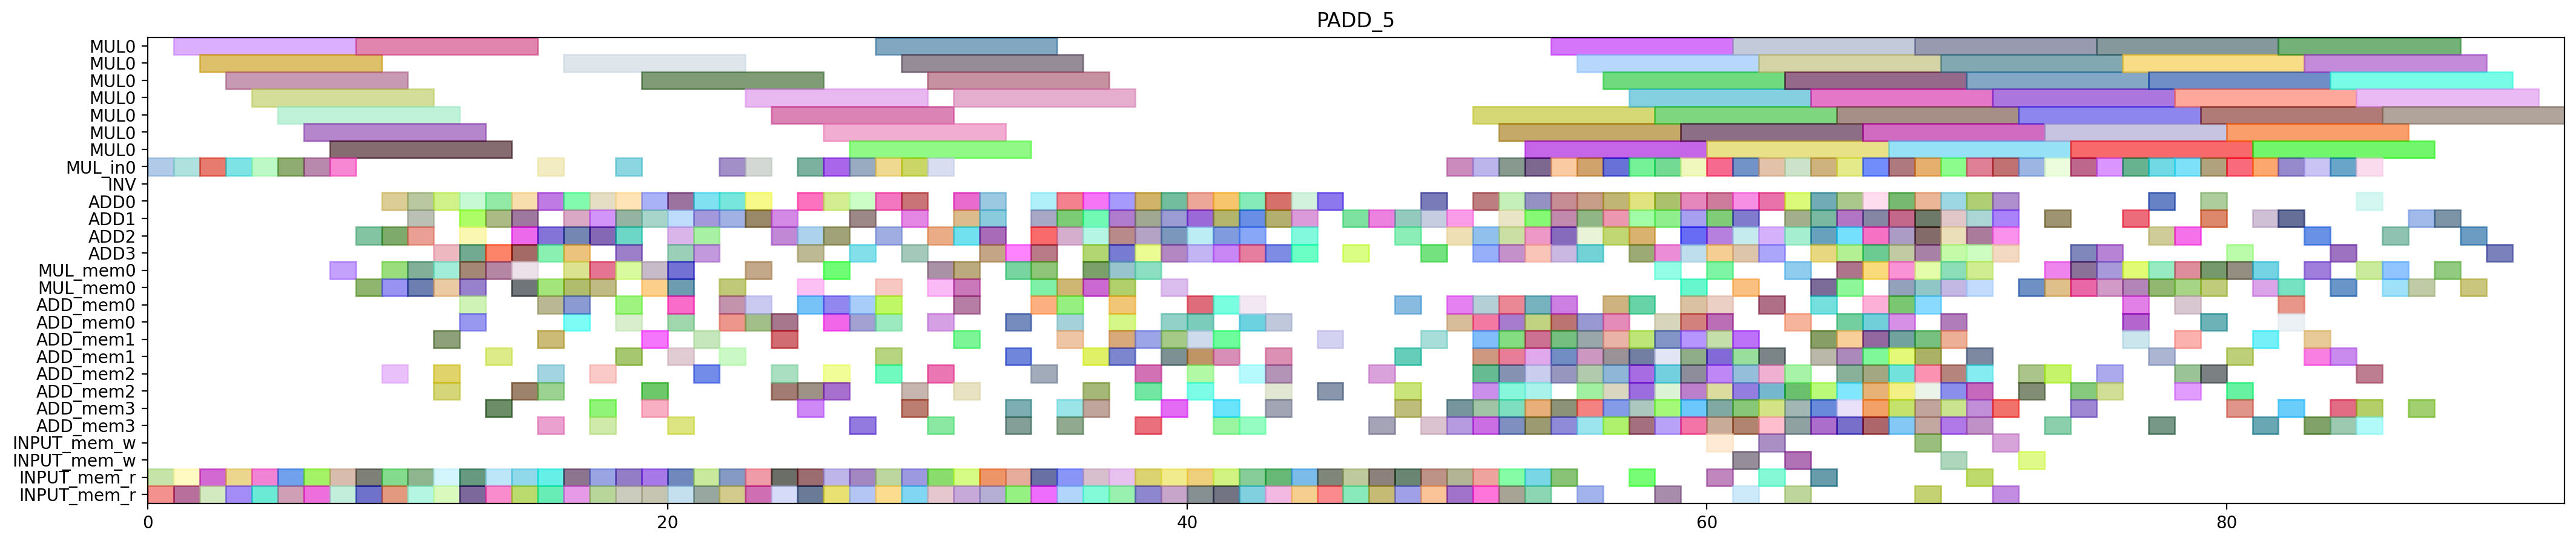 PADD_5
MUL0
MUL0
MUL0
MUL0
MUL0
MUL0
MUL0
MUL_in0
INV
ADD0
ADD1
ADD2
ADD3
MUL_mem0
MUL_mem0
ADD_mem0
ADD_mem0
ADD_mem1
ADD_mem1
ADD_mem2
ADD_mem2
ADD_mem3
ADD_mem3
INPUT_mem_w
INPUT_mem_w
INPUT_mem_r
INPUT_mem_r
0 20 40 60 80